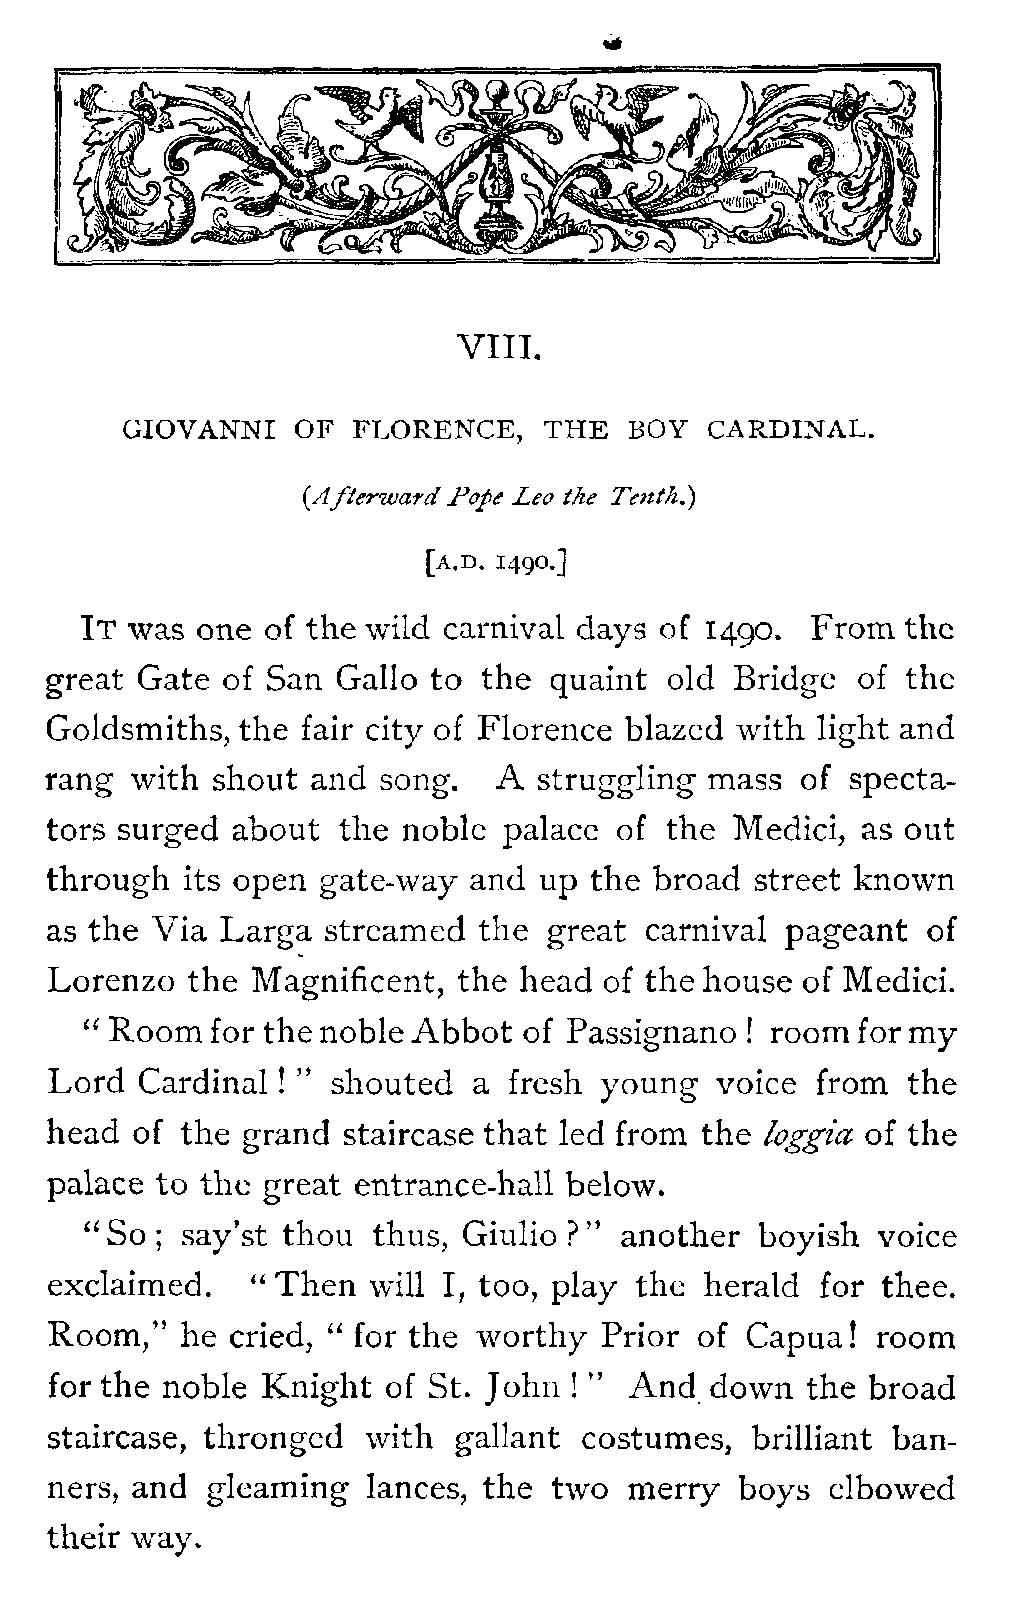 VIII.
GIOVANNI OF FLORENCE, THE BOY CARDINAL.
(Afterward Pope Leo the Tenth.)
[A.D. 1490.]
IT was one of the wild carnival days of 1490. From the
great Gate of San Gallo to the quaint old Bridge of the
Goldsmiths, the fair city of Florence blazed with light and
rang with shout and song. A struggling mass of specta-
tors surged about the noble palace of the Medici, as out
through its open gate-way and up the broad street known
as the Via Larga streamed the great carnival pageant of
Lorenzo the Magnificent, the head of the house of Medici.
“Room for the noble Abbot of Passignano! room for my
Lord Cardinal!” shouted a fresh young voice from the
head of the grand staircase that led from the loggia of the
palace to the great entrance-hall below.
“So; say’st thou thus, Giulio?” another boyish voice
exclaimed. “Then will I, too, play the herald for thee.
Room,” he cried, “for the worthy Prior of Capua! room
for the noble Knight of St. John!” And down the broad
staircase, thronged with gallant costumes, brilliant ban-
ners, and gleaming lances, the two merry boys elbowed
their way.